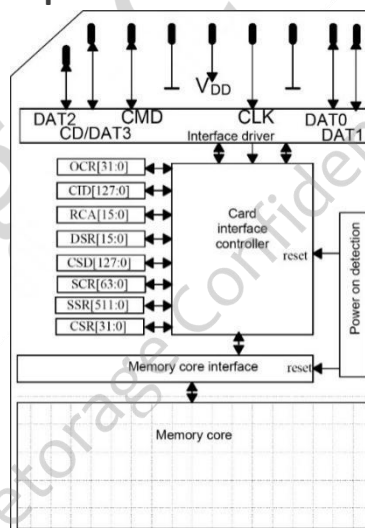 VDD
DAT2 CMD CLK DAT0
CD/DAT3 Interface driver DAT1
OCR[31:0]
CID[127:0]
RCA[15:0]
DSR[15:0]
CSD[127:0]
SCR[63:0]
SSR[511:0]
CSR[31:0]
Card
interface
controller
reset
Power on detection
Memory core interface reset
Memory core
etorage Confiden